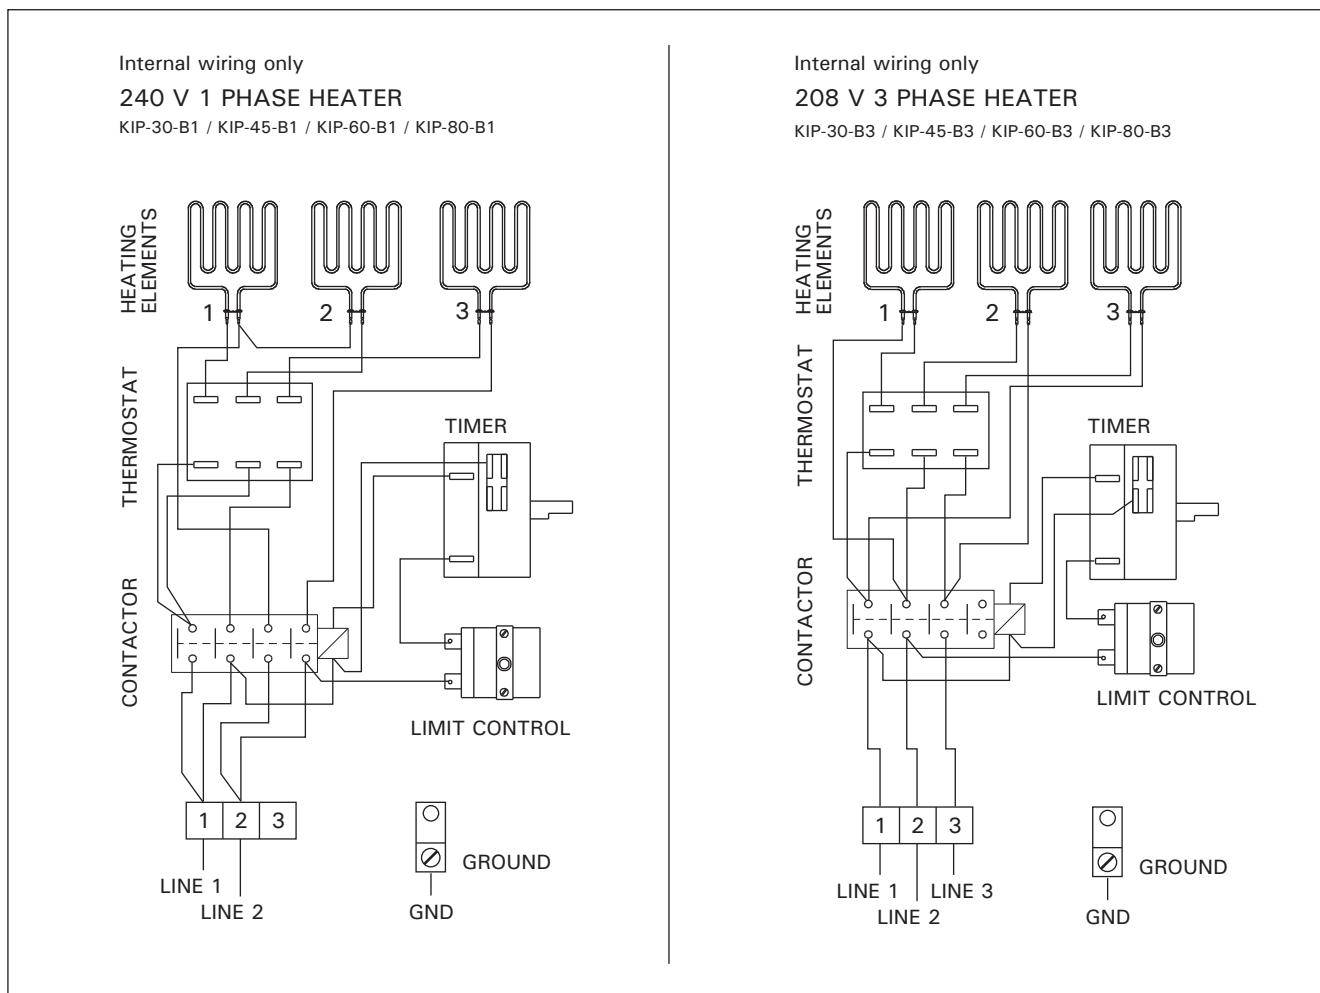 Internal wiring only
240 V 1 PHASE HEATER
KIP-30-B1 / KIP-45-B1 / KIP-60-B1 / KIP-80-B1
HEATING
ELEMENTS
1
2
3
THERMOSTAT
TIMER
CONTACTOR
LIMIT CONTROL
1 2 3
LINE 1
LINE 2
GROUND
GND
Internal wiring only
208 V 3 PHASE HEATER
KIP-30-B3 / KIP-45-B3 / KIP-60-B3 / KIP-80-B3
HEATING
ELEMENTS
1
2
3
THERMOSTAT
TIMER
CONTACTOR
LIMIT CONTROL
1 2 3
LINE 1 LINE 3
LINE 2
GROUND
GND